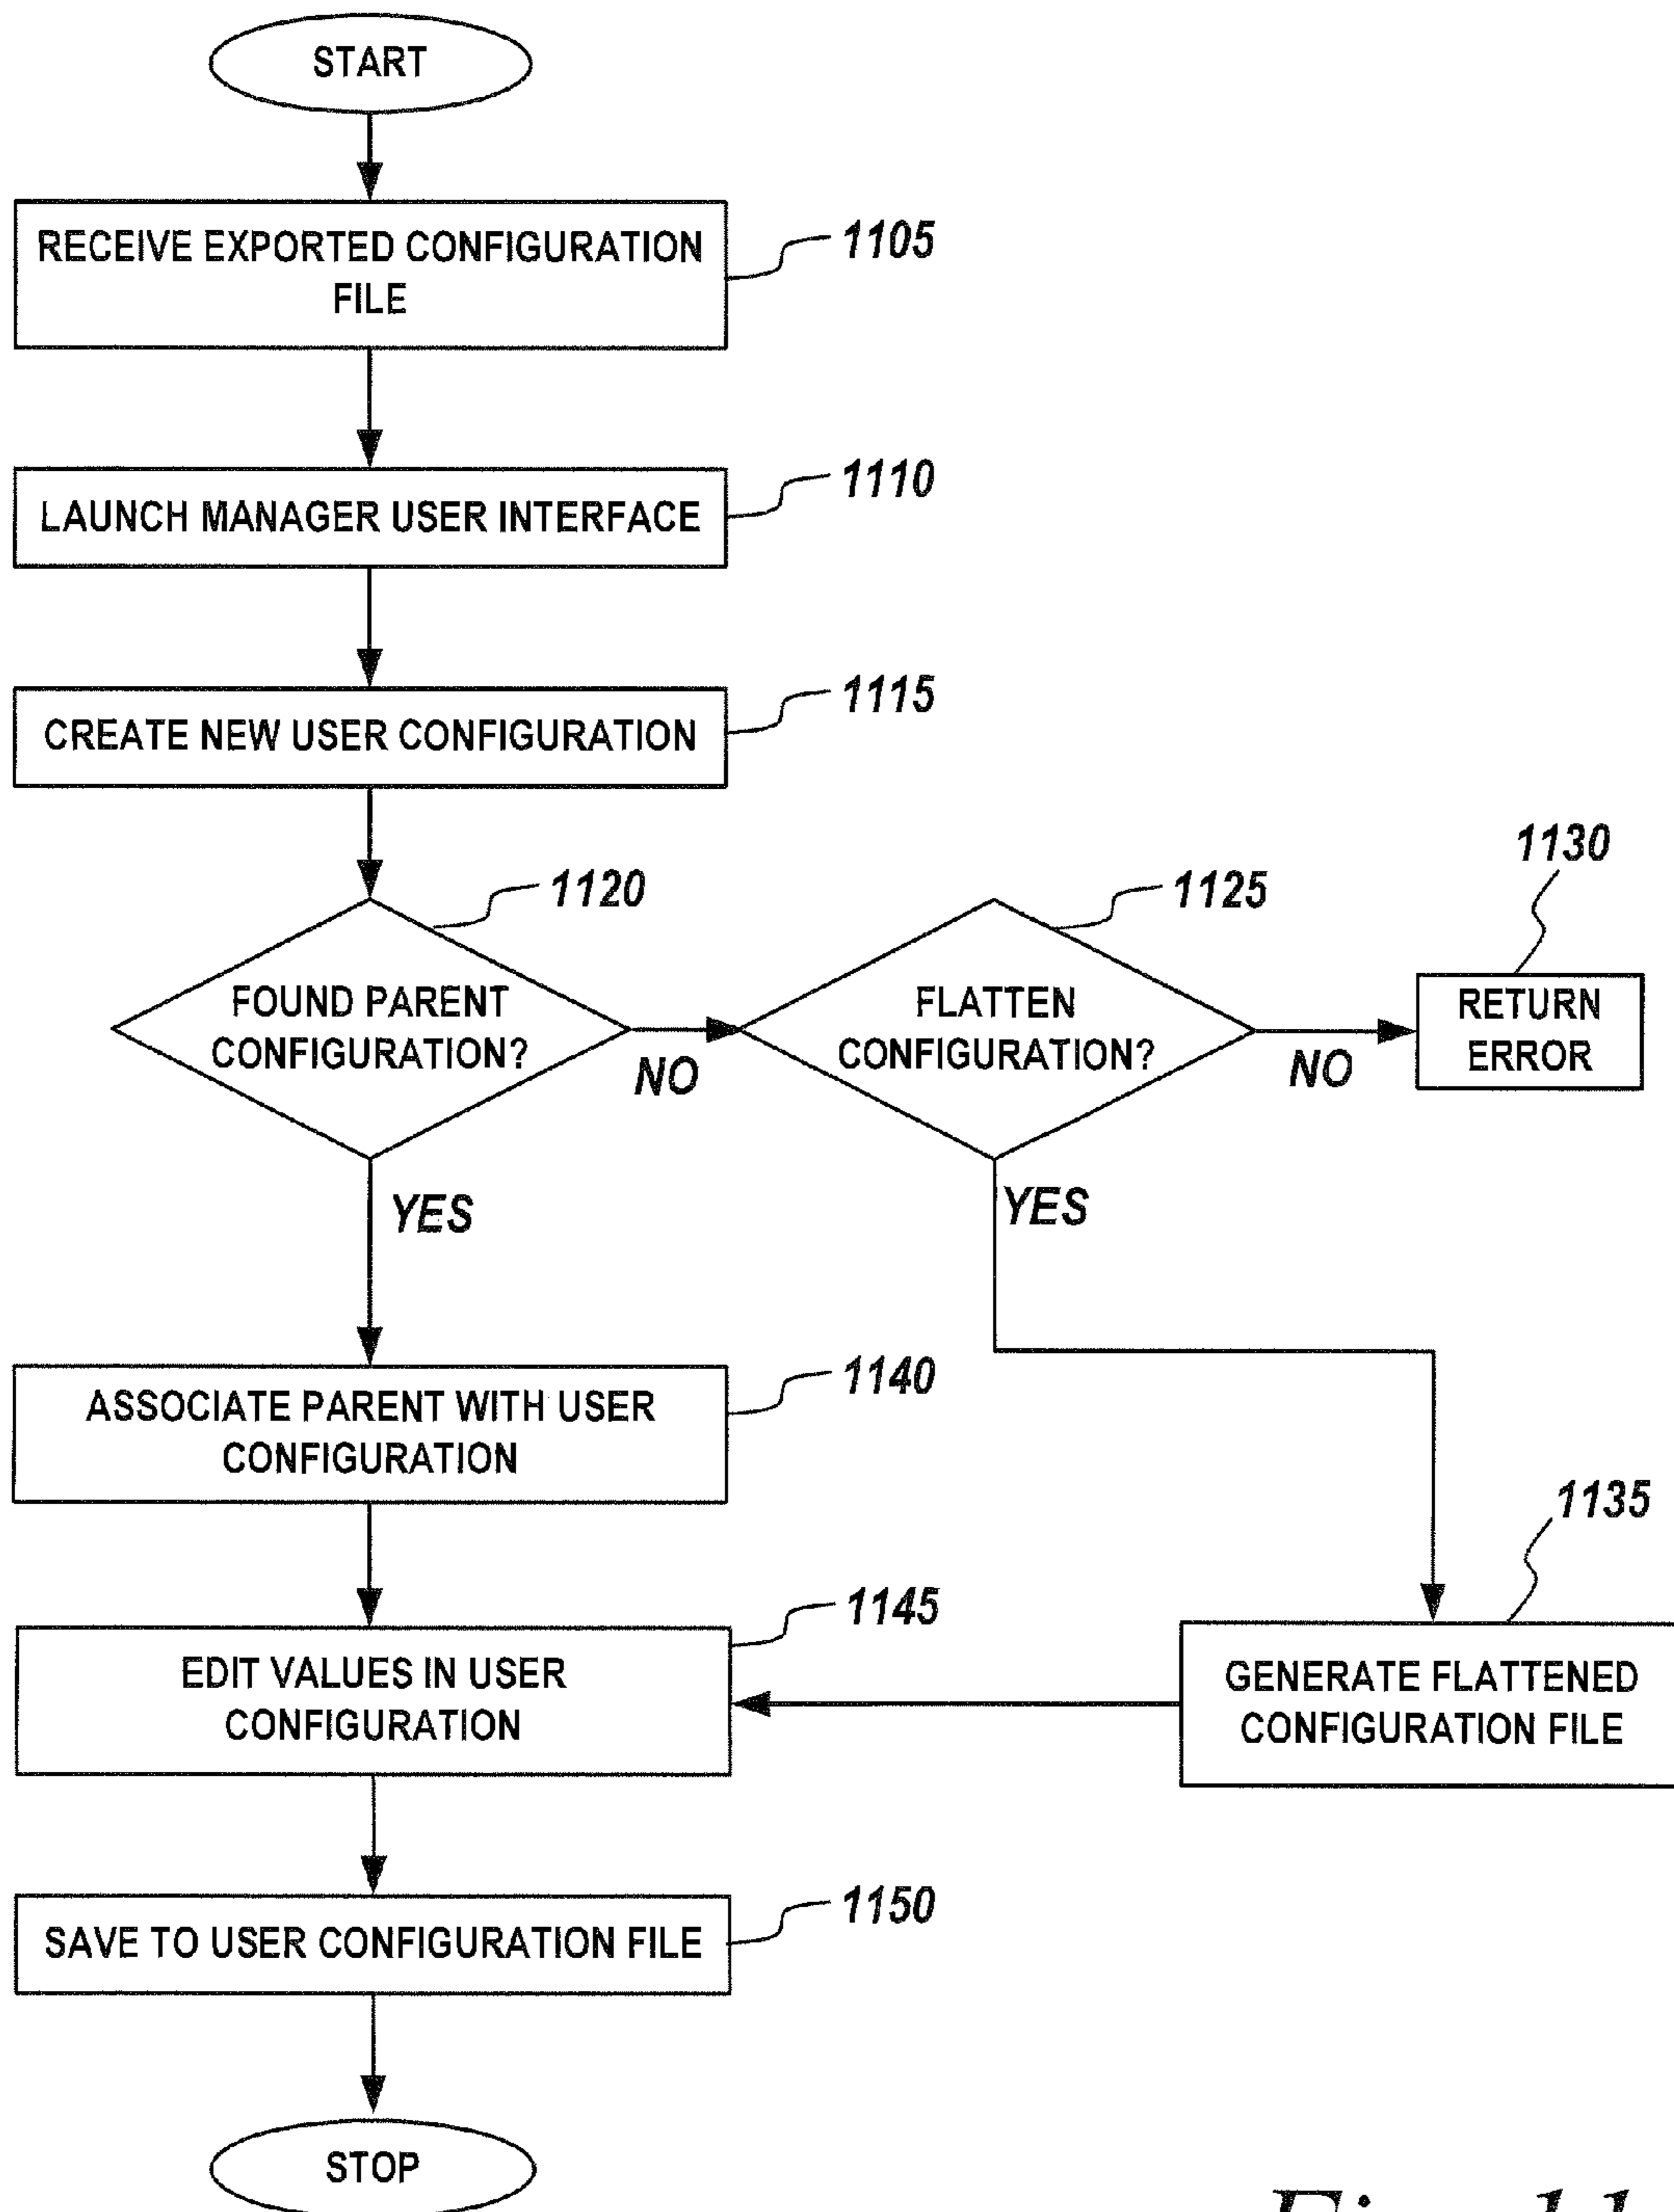 START
RECEIVE EXPORTED CONFIGURATION
FILE
1105
LAUNCH MANAGER USER INTERFACE
1110
CREATE NEW USER CONFIGURATION
1115
FOUND PARENT
CONFIGURATION?
1120
NO
YES
FLATTEN
CONFIGURATION?
1125
NO
YES
RETURN
ERROR
1130
ASSOCIATE PARENT WITH USER
CONFIGURATION
1140
GENERATE FLATTENED
CONFIGURATION FILE
1135
EDIT VALUES IN USER
CONFIGURATION
1145
SAVE TO USER CONFIGURATION FILE
1150
STOP